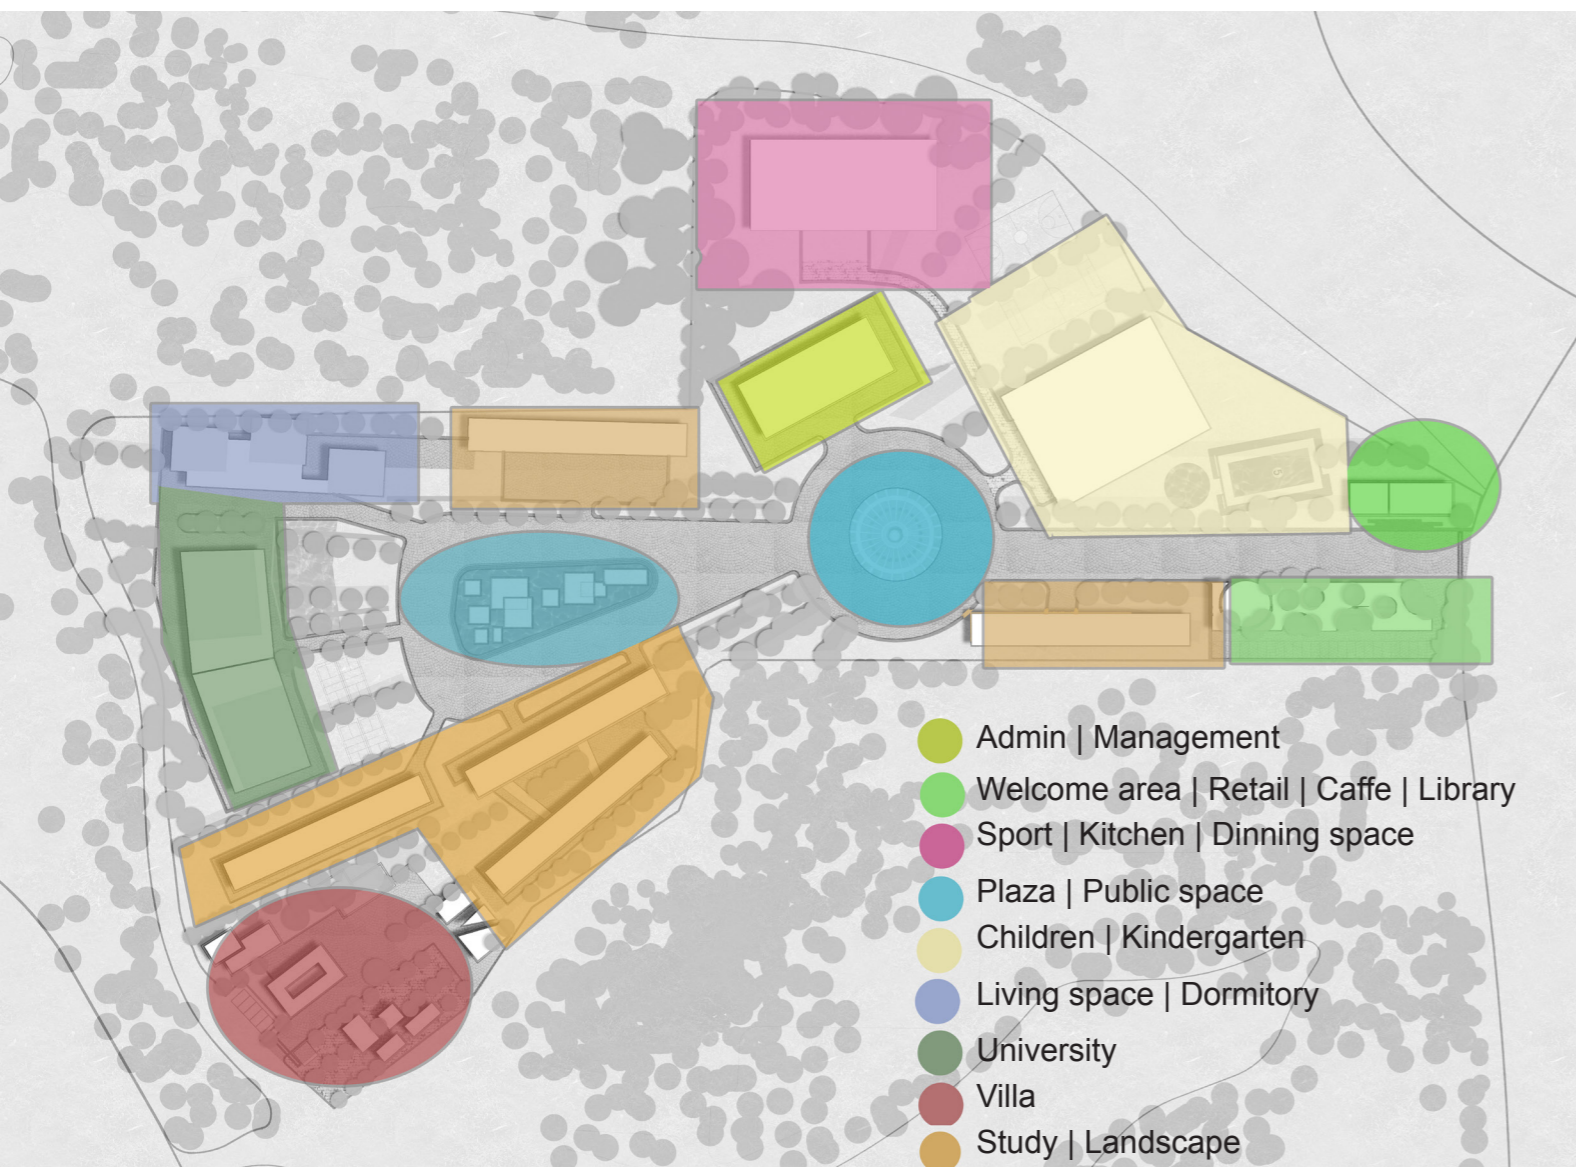 Admin | Management
Welcome area | Retail | Caffe | Library
Sport | Kitchen | Dinning space
Plaza | Public space
Children | Kindergarten
Living space | Dormitory
University
Villa
Study | Landscape